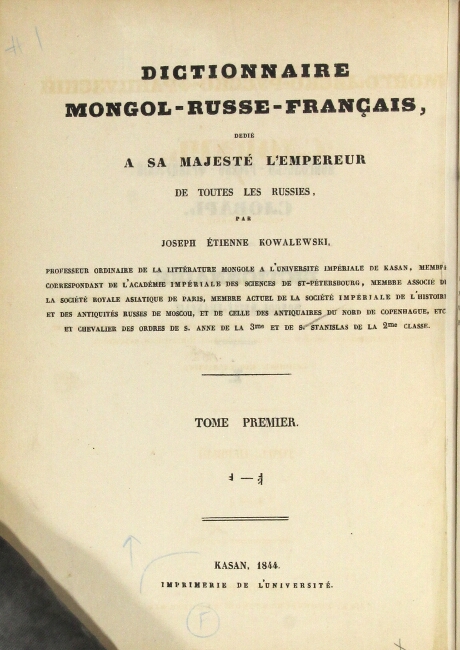 # 1
DICTIONNAIRE
MONGOL-RUSSE-FRANÇAIS,
DEDIÉ
A SA MAJESTÉ L'EMPEREUR
DE TOUTES LES RUSSIES,
PAR
JOSEPH ÉTIENNE KOWALEWSKI,
PROFESSEUR ORDINAIRE DE LA LITTÉRATURE MONGOLE A L'UNIVERSITÉ IMPÉRIALE DE KASAN, MEMBR
CORRESPONDANT DE L'ACADÉMIE IMPÉRIALE DES SCIENCES DE ST-PÉTERSBOURG, MEMBRE ASSOCIE DE
LA SOCIÉTÉ ROYALE ASIATIQUE DE PARIS, MEMBRE ACTUEL DE LA SOCIÉTÉ IMPÉRIALE DE L'HISTOIRE
ET DES ANTIQUITÉS RUSSES DE MOSCOU, ET DE CELLE DES ANTIQUAIRES DU NORD DE COPENHAGUE, ETC
ET CHEVALIER DES ORDRES DE S. ANNE DE LA 3me ET DE S. STANISLAS DE LA 2me CLASSE.
TOME PREMIER.
KASAN, 1844.
IMPRIMERIE DE L'UNIVERSITÉ.